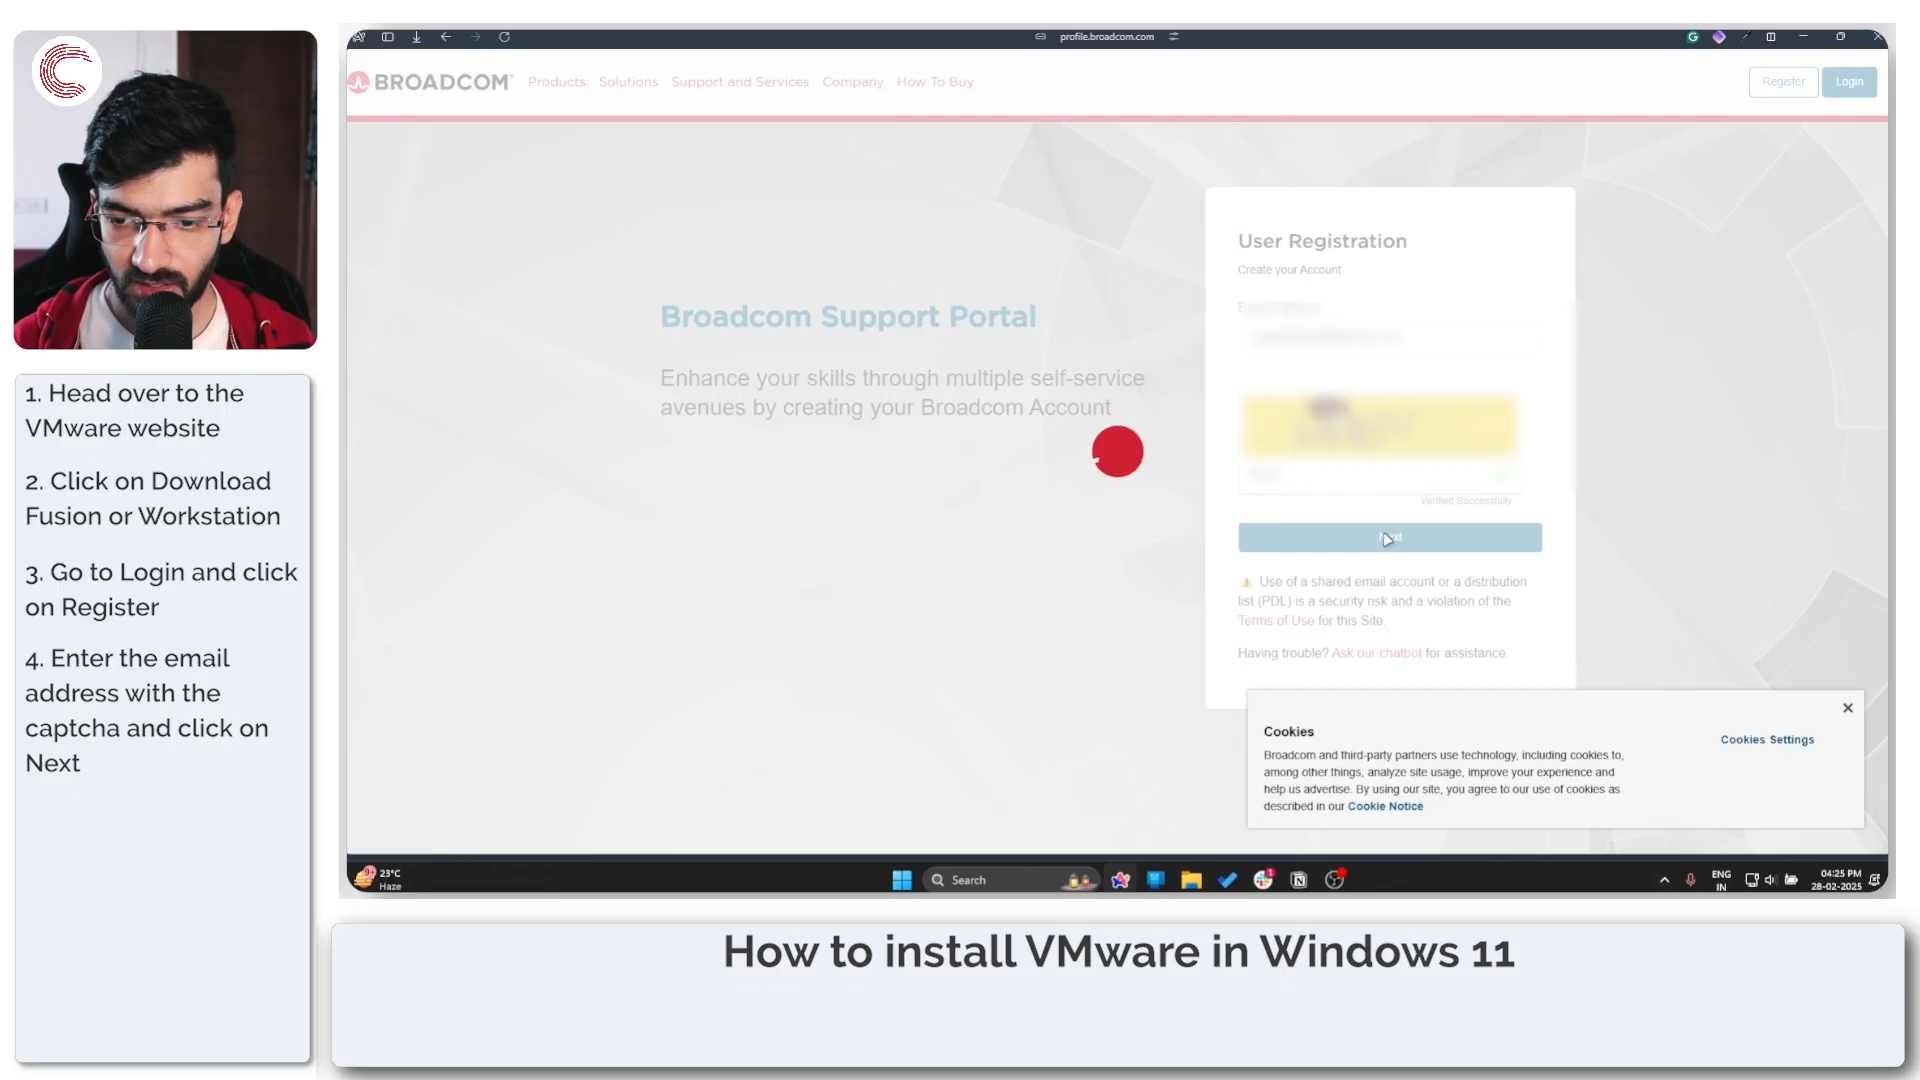 1. Head over to the
VMware website
2. Click on Download
Fusion or Workstation
3. Go to Login and click
on Register
4. Enter the email
address with the
captcha and click on
Next
profile.broadcom.com
BROADCOM
Products
Solutions
Support and Services
Company
How To Buy
Register
Login
Broadcom Support Portal
Enhance your skills through multiple self-service
avenues by creating your Broadcom Account
User Registration
Create your Account
Verified Successfully
Use of a shared email account or a distribution
list (PDL) is a security risk and a violation of the
Terms of Use for this Site.
Having trouble? Ask our chatbot for assistance.
Cookies
Broadcom and third-party partners use technology, including cookies to,
among other things, analyze site usage, improve your experience and
help us advertise. By using our site, you agree to our use of cookies as
described in our Cookie Notice
Cookies Settings
9+
23°C
Haze
Search
1
ENG
IN
04:25 PM
28-02-2025
How to install VMware in Windows 11